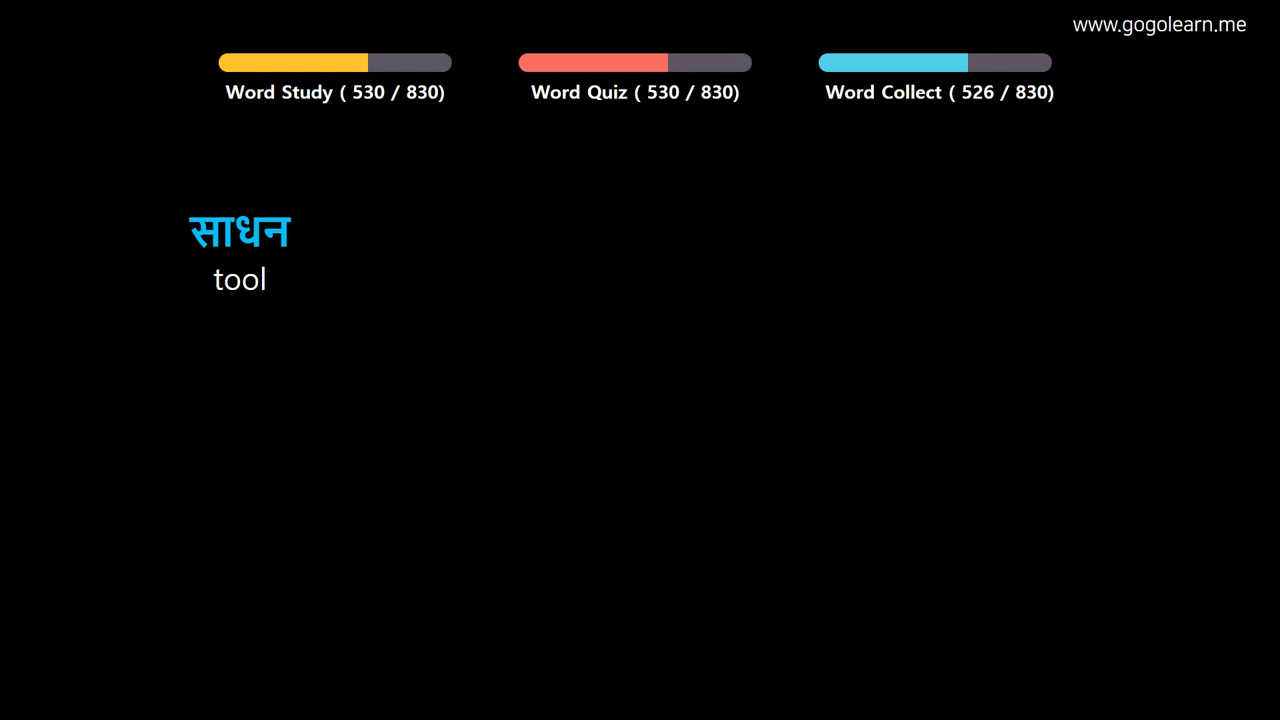 www.gogolearn.me
Word Study ( 530 / 830)
Word Quiz ( 530 / 830)
Word Collect ( 526 / 830)
साधन
tool